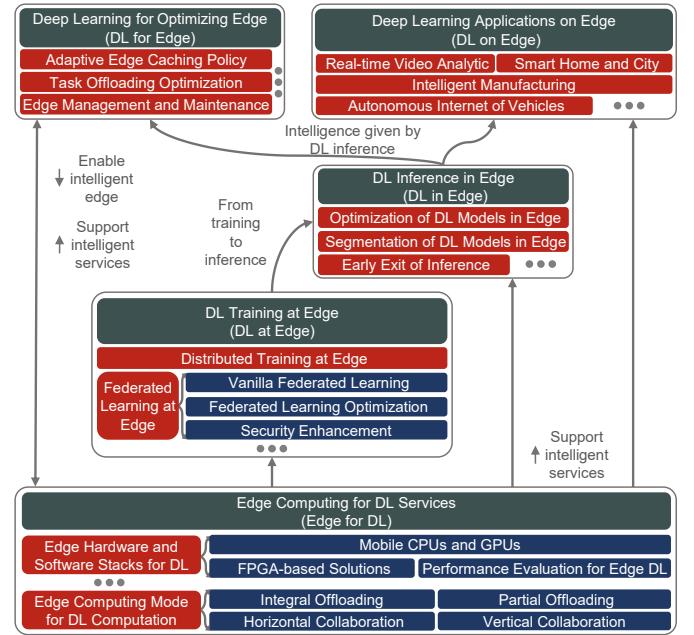 Deep Learning for Optimizing Edge
(DL for Edge)
Adaptive Edge Caching Policy
Task Offloading Optimization
Edge Management and Maintenance
Deep Learning Applications on Edge
(DL on Edge)
Real-time Video Analytic
Smart Home and City
Intelligent Manufacturing
Autonomous Internet of Vehicles
Intelligence given by
DL inference
Enable
intelligent
edge
Support
intelligent
services
From
training
to
inference
DL Inference in Edge
(DL in Edge)
Optimization of DL Models in Edge
Segmentation of DL Models in Edge
Early Exit of Inference
DL Training at Edge
(DL at Edge)
Distributed Training at Edge
Federated
Learning at
Edge
Vanilla Federated Learning
Federated Learning Optimization
Security Enhancement
Support
intelligent
services
Edge Computing for DL Services
(Edge for DL)
Edge Hardware and
Software Stacks for DL
Mobile CPUs and GPUs
FPGA-based Solutions
Performance Evaluation for Edge DL
Edge Computing Mode
for DL Computation
Integral Offloading
Partial Offloading
Horizontal Collaboration
Vertical Collaboration